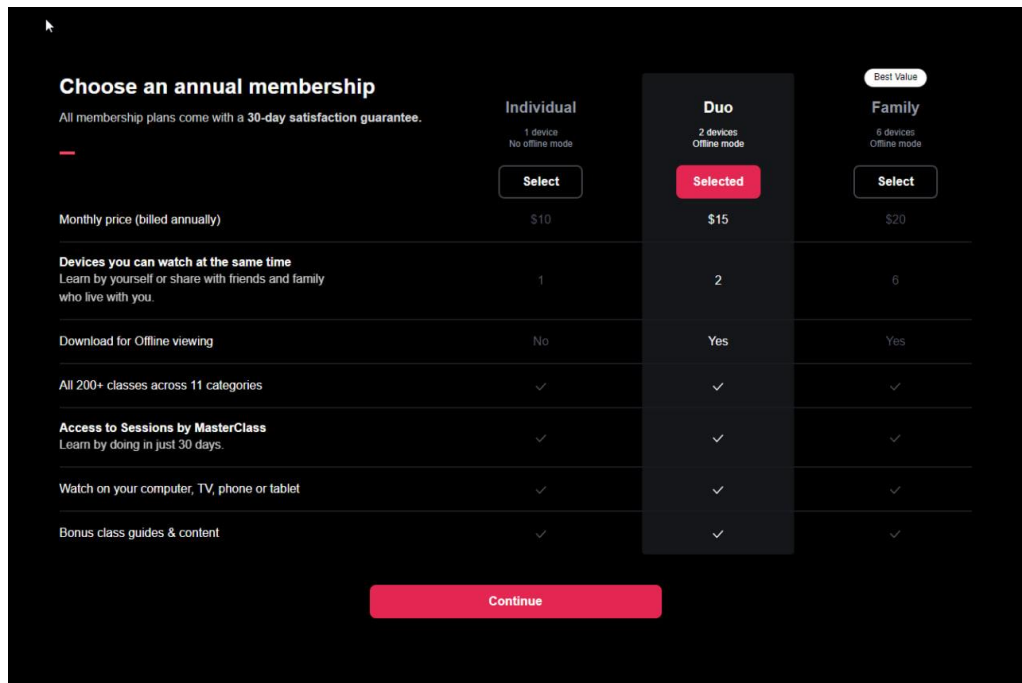 Best Value
Choose an annual membership
All membership plans come with a 30-day satisfaction guarantee.
Individual
1 device
No offline mode
Select
Duo
2 devices
Offline mode
Selected
Family
6 devices
Offline mode
Select
Monthly price (billed annually) $10 $15 $20
Devices you can watch at the same time
Learn by yourself or share with friends and family
who live with you.
1 2 6
Download for Offline viewing No Yes Yes
All 200+ classes across 11 categories
Access to Sessions by MasterClass
Learn by doing in just 30 days.
Watch on your computer, TV, phone or tablet
Bonus class guides & content
Continue